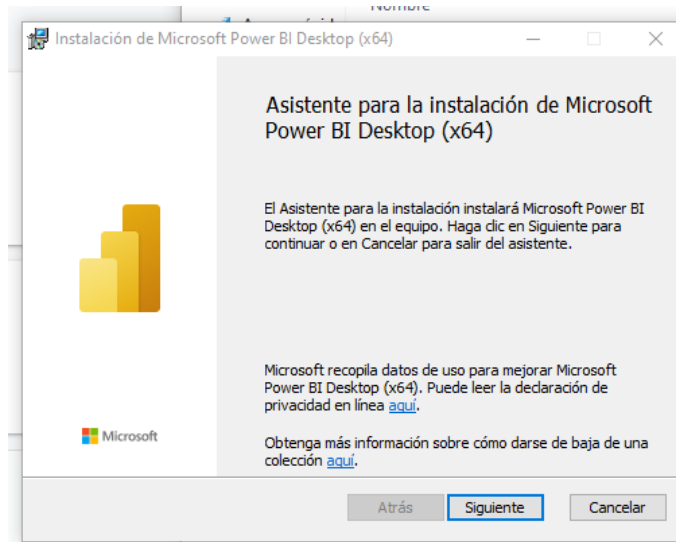 Nombre
Instalación de Microsoft Power BI Desktop (x64)
Asistente para la instalación de Microsoft
Power BI Desktop (x64)
El Asistente para la instalación instalará Microsoft Power BI
Desktop (x64) en el equipo. Haga clic en Siguiente para
continuar o en Cancelar para salir del asistente.
Microsoft recopila datos de uso para mejorar Microsoft
Power BI Desktop (x64). Puede leer la declaración de
privacidad en línea aquí.
Microsoft
Obtenga más información sobre cómo darse de baja de una
colección aquí.
Atrás Siguiente Cancelar